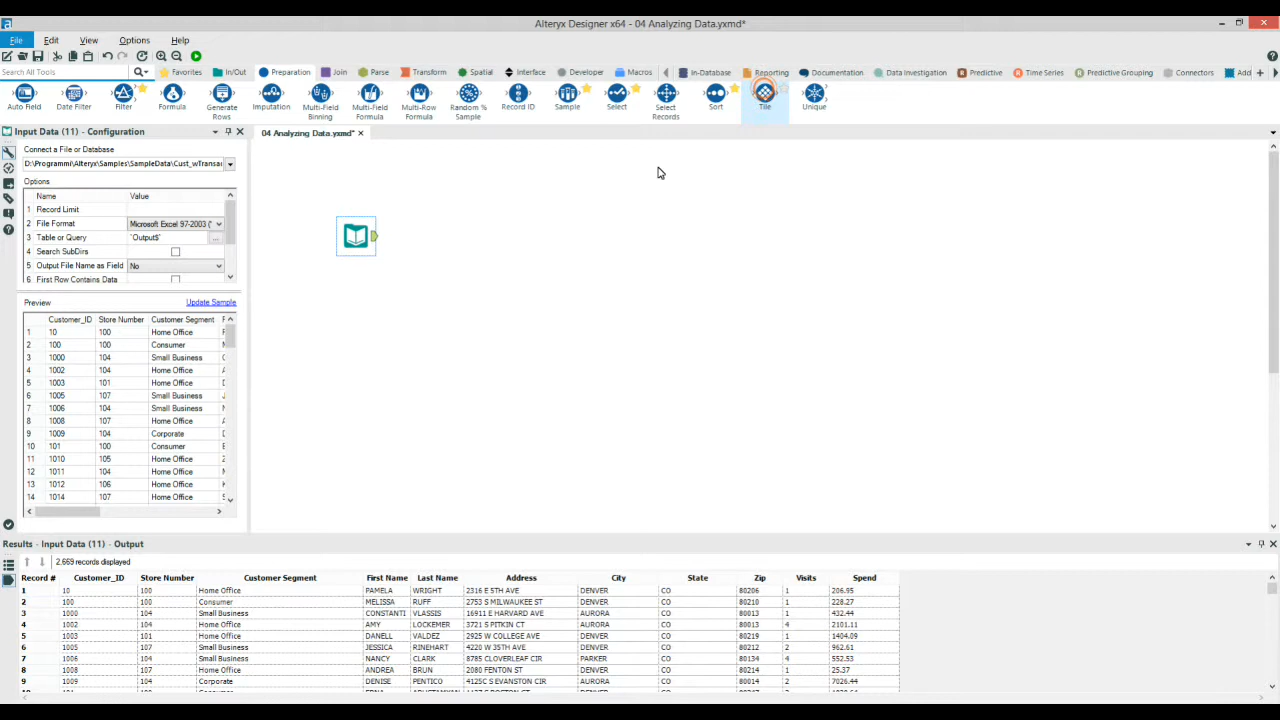 Alteryx Designer x64 - 04 Analyzing Data.yxmd*
File Edit View Options Help
Search All Tools Favorites In/Out Preparation Join Parse Transform Spatial Interface Developer Macros In-Database Reporting Documentation Data Investigation Predictive Time Series Predictive Grouping Connectors Add
Auto Field Date Filter Filter Formula Generate Rows Imputation Multi-Field Binning Multi-Field Formula Multi-Row Formula Random % Sample Record ID Sample Select Select Records Sort Tile Unique
Input Data (11) - Configuration 04 Analyzing Data.yxmd*
Connect a File or Database
D:\Programmi\Alteryx\Samples\SampleData\Cust_wTransac
Options
Name Value
1 Record Limit
2 File Format Microsoft Excel 97-2003 (*
3 Table or Query `Output$` ...
4 Search SubDirs
5 Output File Name as Field No
6 First Row Contains Data
Preview Update Sample
Customer_ID Store Number Customer Segment F
1 10 100 Home Office
2 100 100 Consumer
3 1000 104 Small Business
4 1002 104 Home Office
5 1003 101 Home Office
6 1005 107 Small Business
7 1006 104 Small Business
8 1008 107 Home Office
9 1009 104 Corporate
10 101 100 Consumer
11 1010 105 Home Office
12 1011 104 Home Office
13 1012 106 Home Office
14 1014 107 Home Office
Results - Input Data (11) - Output
2.669 records displayed
Record # Customer_ID Store Number Customer Segment First Name Last Name Address City State Zip Visits Spend
1 10 100 Home Office PAMELA WRIGHT 2316 E 5TH AVE DENVER CO 80206 1 206.95
2 100 100 Consumer MELISSA RUFF 2753 S MILWAUKEE ST DENVER CO 80210 1 228.27
3 1000 104 Small Business CONSTANTI VLASSIS 16911 E HARVARD AVE AURORA CO 80013 1 432.44
4 1002 104 Home Office AMY LOCKEMER 3721 S PITKIN CT AURORA CO 80013 4 2101.11
5 1003 101 Home Office DANELL VALDEZ 2925 W COLLEGE AVE DENVER CO 80219 1 1404.09
6 1005 107 Small Business JESSICA RINEHART 4220 W 35TH AVE DENVER CO 80212 2 962.61
7 1006 104 Small Business NANCY CLARK 8785 CLOVERLEAF CIR PARKER CO 80134 4 552.53
8 1008 107 Home Office ANDREA BRUN 2080 FENTON ST DENVER CO 80214 1 25.37
9 1009 104 Corporate DENISE PENTICO 4125C S EVANSTON CIR AURORA CO 80014 2 7026.44